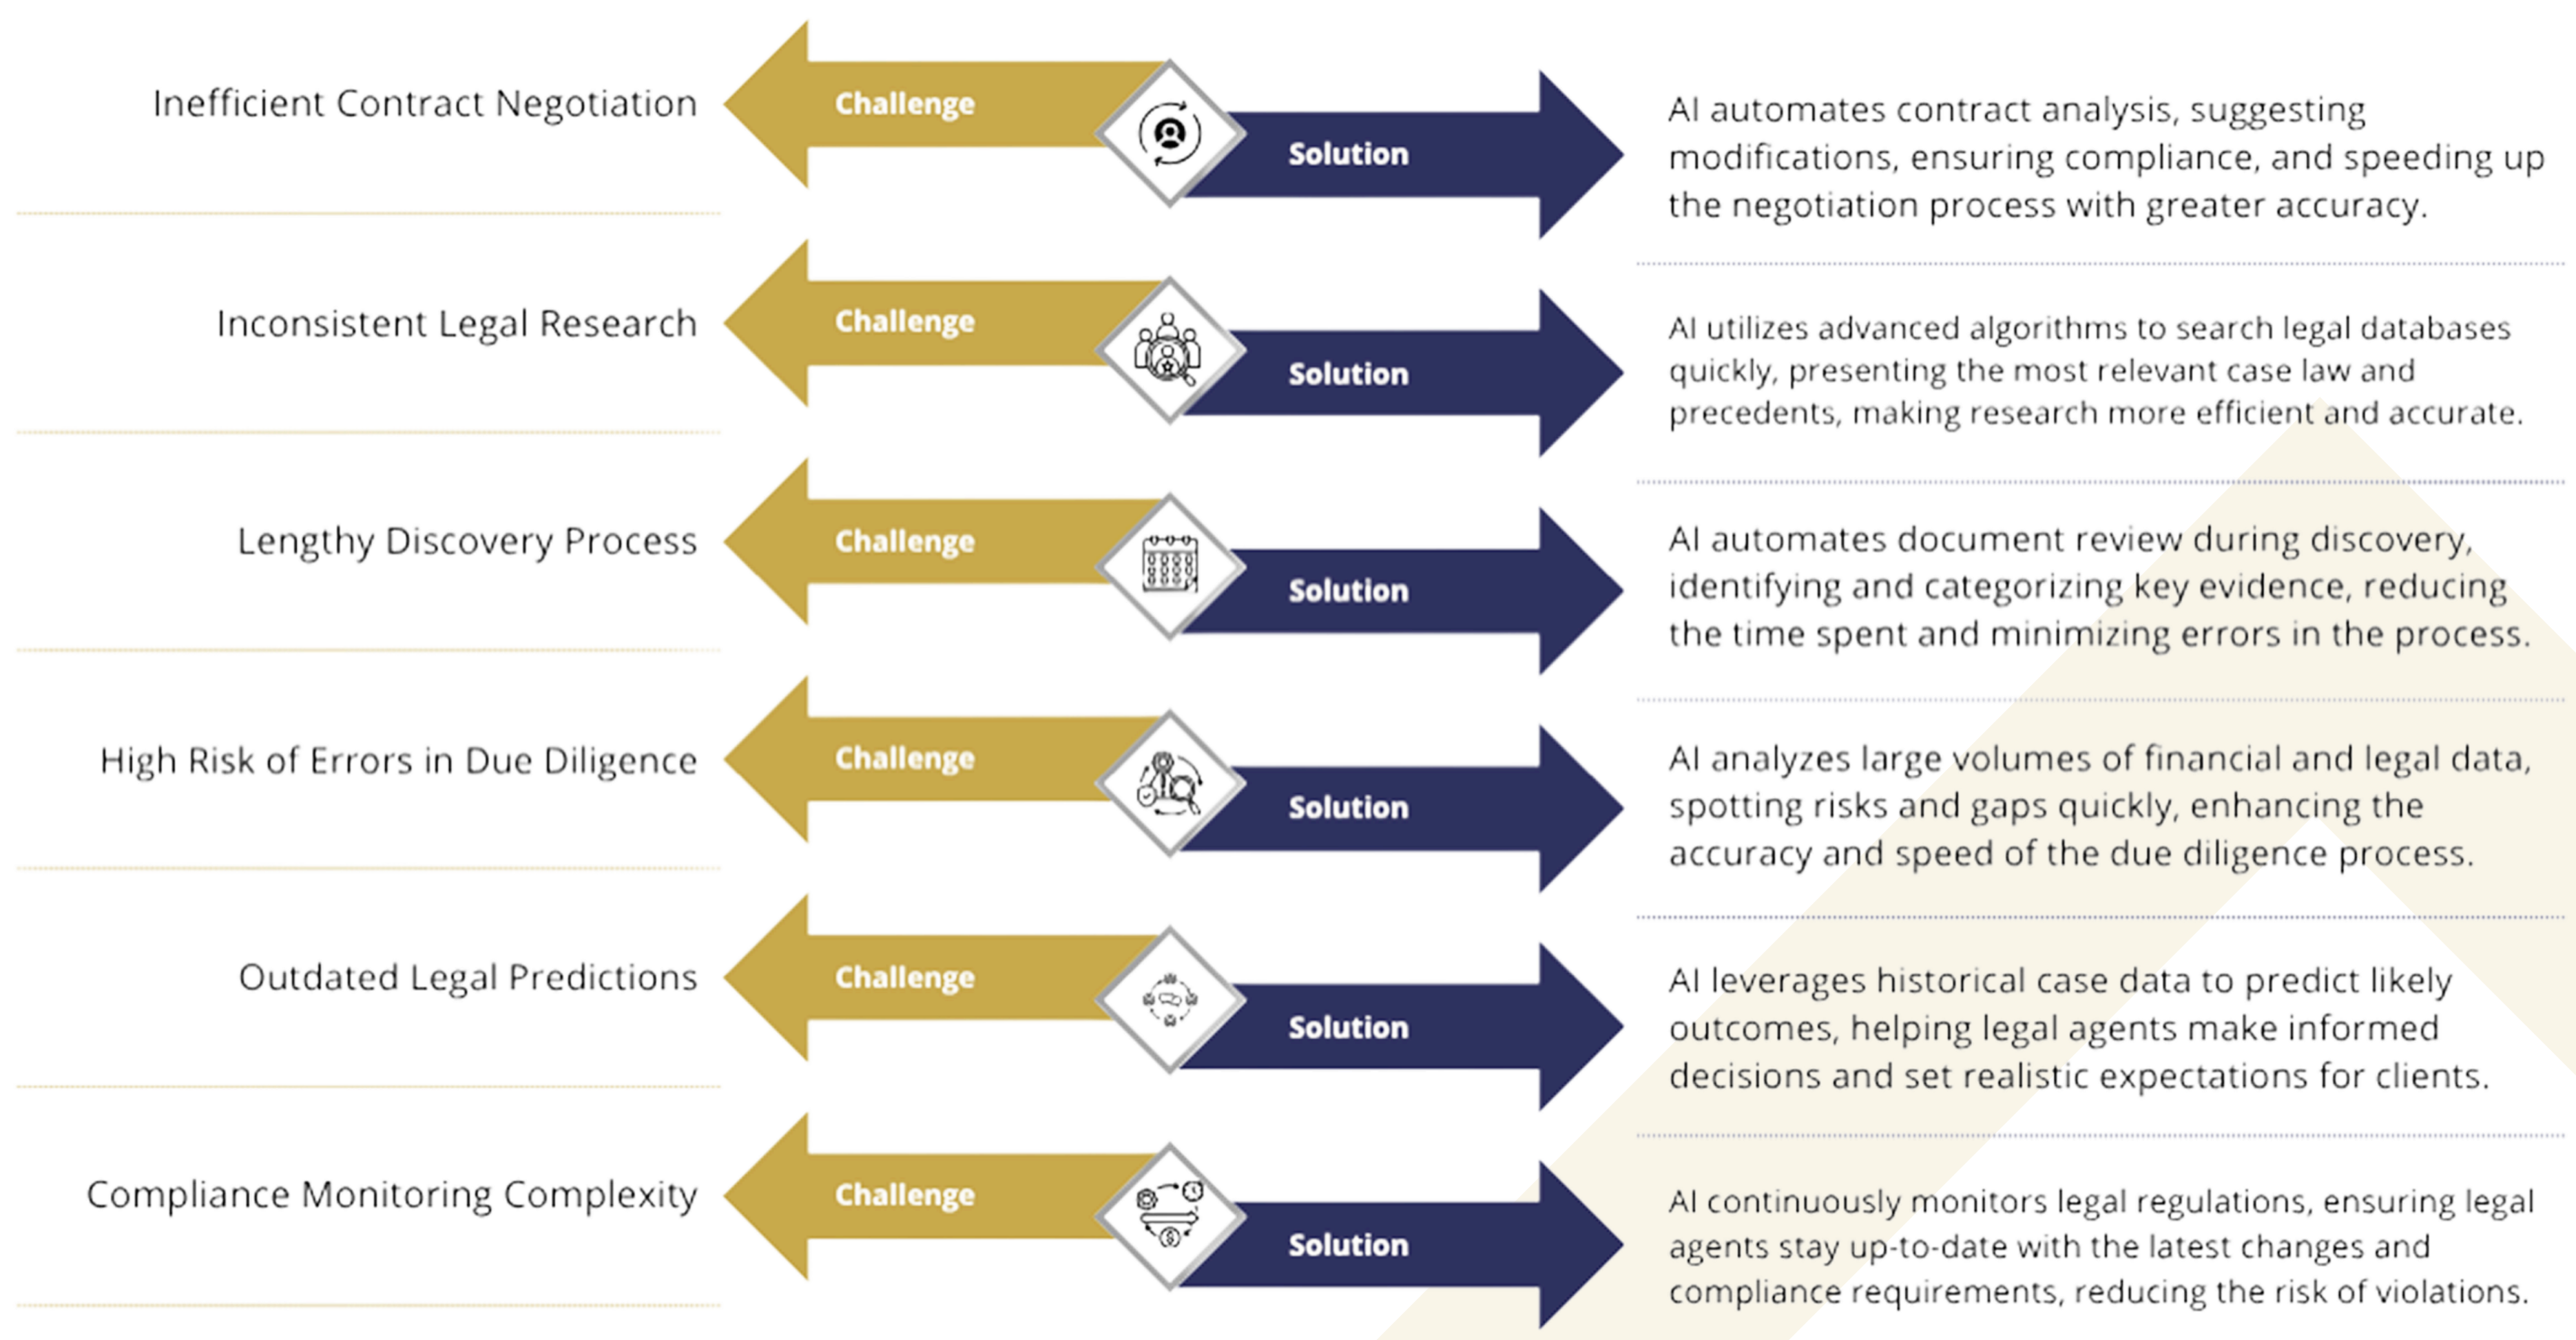 Inefficient Contract Negotiation
Challenge
Solution
AI automates contract analysis, suggesting
modifications, ensuring compliance, and speeding up
the negotiation process with greater accuracy.
Inconsistent Legal Research
Challenge
Solution
AI utilizes advanced algorithms to search legal databases
quickly, presenting the most relevant case law and
precedents, making research more efficient and accurate.
Lengthy Discovery Process
Challenge
Solution
AI automates document review during discovery,
identifying and categorizing key evidence, reducing
the time spent and minimizing errors in the process.
High Risk of Errors in Due Diligence
Challenge
Solution
AI analyzes large volumes of financial and legal data,
spotting risks and gaps quickly, enhancing the
accuracy and speed of the due diligence process.
Outdated Legal Predictions
Challenge
Solution
AI leverages historical case data to predict likely
outcomes, helping legal agents make informed
decisions and set realistic expectations for clients.
Compliance Monitoring Complexity
Challenge
Solution
AI continuously monitors legal regulations, ensuring legal
agents stay up-to-date with the latest changes and
compliance requirements, reducing the risk of violations.